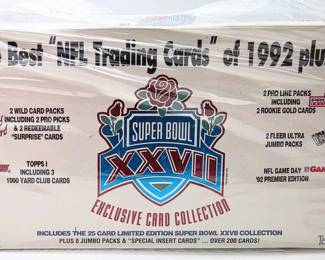 Best "NFL Trading Cards" of 1992 plu
2 WILD CARD PACKS
INCLUDING 2 PRO PICKS
& 2 REDEEMABLE
"SURPRISE" CARDS
TOPPS I
INCLUDING 3
1000 YARD CLUB CARDS
SUPER BOWL
XXVII
EXCLUSIVE CARD COLLECTION
2 PRO LINE PACKS
INCLUDING
2 ROOKIE GOLD CARDS
2 FLEER ULTRA
JUMBO PACKS
NFL GAME DAY
'92 PREMIER EDITION
GAM
INCLUDES THE 25 CARD LIMITED EDITION SUPER BOWL XXVII COLLECTION
PLUS 8 JUMBO PACKS & "SPECIAL INSERT CARDS" ... OVER 200 CARDS!